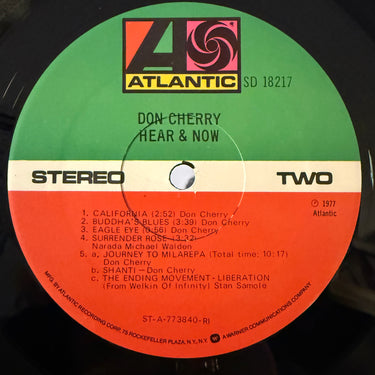 ATLANTIC SD 18217
DON CHERRY
HEAR & NOW
STEREO TWO
1. CALIFORNIA (2:52) Don Cherry
2. BUDDHA'S BLUES (3:39) Don Cherry
3. EAGLE EYE (0:56) Don Cherry
4. SURRENDER ROSE (3:32)
Narada Michael Walden
5. a. JOURNEY TO MILAREPA (Total time: 10:17)
Don Cherry
b. SHANTI — Don Cherry
c. THE ENDING MOVEMENT - LIBERATION
(From Welkin Of Infinity) Stan Samole
ST-A-773840-RI
℗ 1977
Atlantic
MFG. BY ATLANTIC RECORDING CORP., 75 ROCKEFELLER PLAZA, N.Y., N.Y. A WARNER COMMUNICATIONS COMPANY